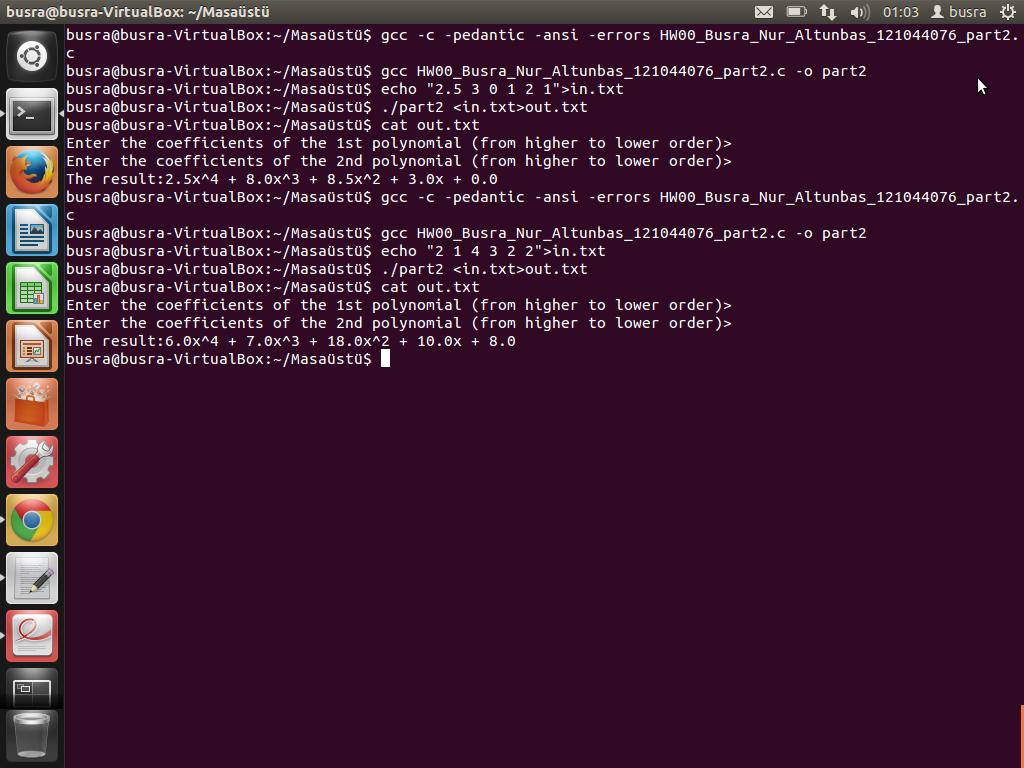 busra@busra-VirtualBox: ~/Masaüstü
01:03
busra
busra@busra-VirtualBox:~/Masaüstü$ gcc -c -pedantic -ansi -errors HW00_Busra_Nur_Altunbas_121044076_part2.
c
busra@busra-VirtualBox:~/Masaüstü$ gcc HW00_Busra_Nur_Altunbas_121044076_part2.c -o part2
busra@busra-VirtualBox:~/Masaüstü$ echo "2.5 3 0 1 2 1">in.txt
busra@busra-VirtualBox:~/Masaüstü$ ./part2 <in.txt>out.txt
busra@busra-VirtualBox:~/Masaüstü$ cat out.txt
Enter the coefficients of the 1st polynomial (from higher to lower order)>
Enter the coefficients of the 2nd polynomial (from higher to lower order)>
The result:2.5x^4 + 8.0x^3 + 8.5x^2 + 3.0x + 0.0
busra@busra-VirtualBox:~/Masaüstü$ gcc -c -pedantic -ansi -errors HW00_Busra_Nur_Altunbas_121044076_part2.
c
busra@busra-VirtualBox:~/Masaüstü$ gcc HW00_Busra_Nur_Altunbas_121044076_part2.c -o part2
busra@busra-VirtualBox:~/Masaüstü$ echo "2 1 4 3 2 2">in.txt
busra@busra-VirtualBox:~/Masaüstü$ ./part2 <in.txt>out.txt
busra@busra-VirtualBox:~/Masaüstü$ cat out.txt
Enter the coefficients of the 1st polynomial (from higher to lower order)>
Enter the coefficients of the 2nd polynomial (from higher to lower order)>
The result:6.0x^4 + 7.0x^3 + 18.0x^2 + 10.0x + 8.0
busra@busra-VirtualBox:~/Masaüstü$